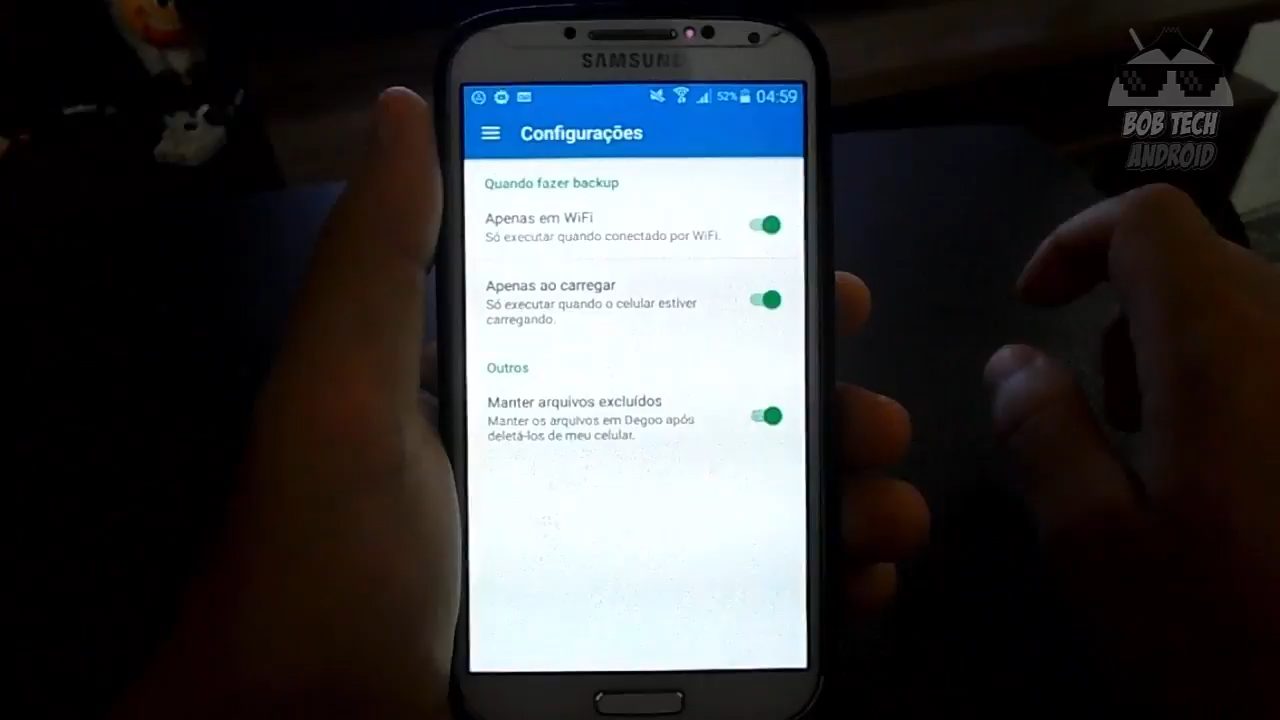 SAMSUNG
52% 04:59
BOB TECH
ANDROID
Configurações
Quando fazer backup
Apenas em WiFi
Só executar quando conectado por WiFi.
Apenas ao carregar
Só executar quando o celular estiver
carregando.
Outros
Manter arquivos excluídos
Manter os arquivos em Degoo após
deletá-los de meu celular.